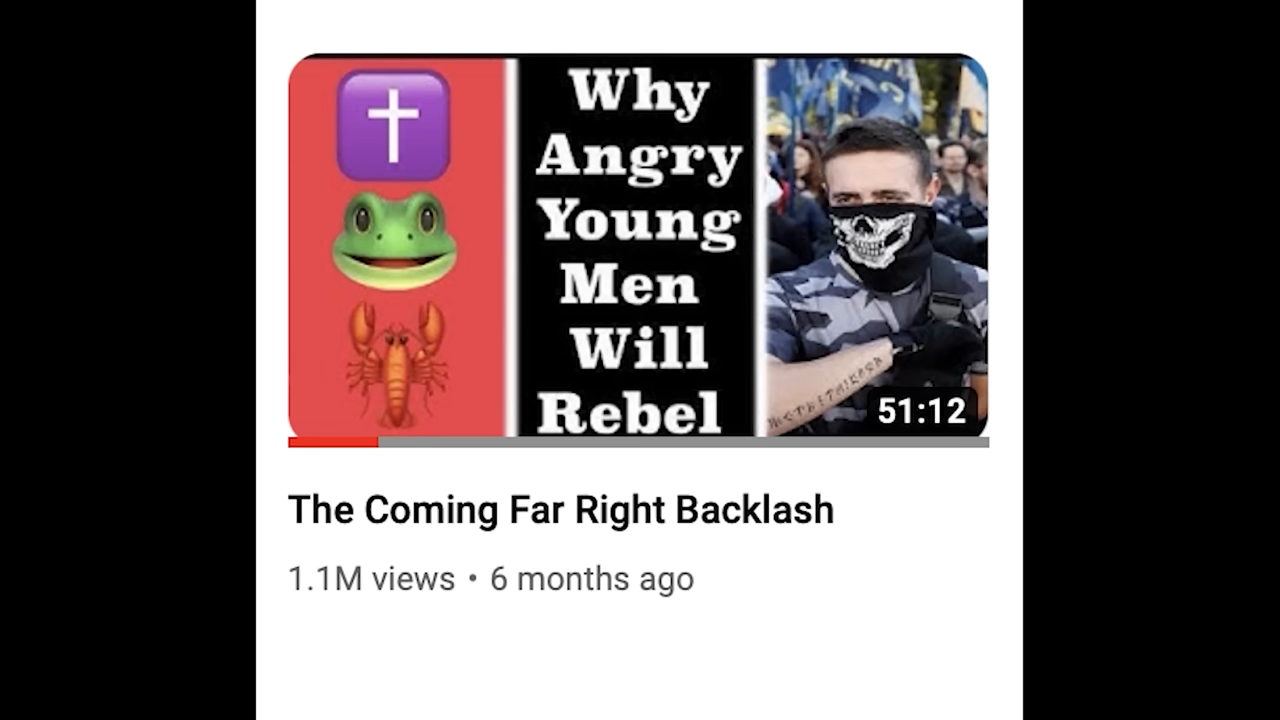 Why
Angry
Young
Men
Will
Rebel
51:12
The Coming Far Right Backlash
1.1M views • 6 months ago